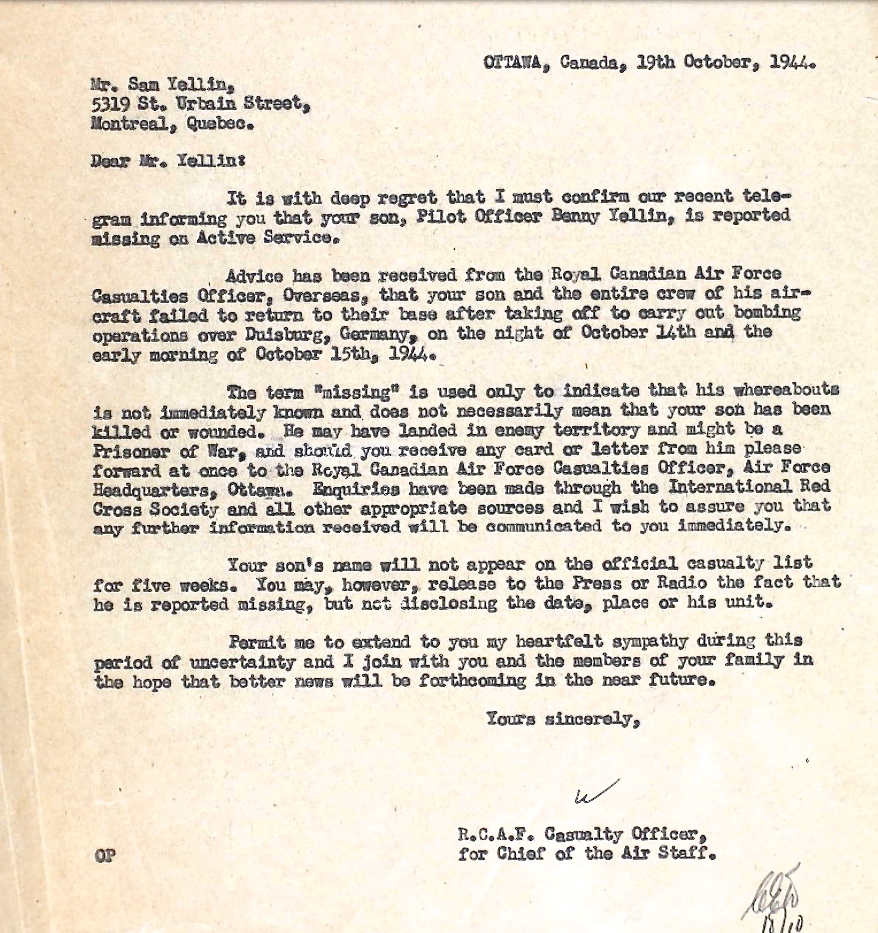 OTTAWA, Canada, 19th October, 1944.
Mr. Sam Yellin,
5319 St. Urbain Street,
Montreal, Quebec.
Dear Mr. Yellin:
It is with deep regret that I must confirm our recent tele-
gram informing you that your son, Pilot Officer Benny Yellin, is reported
missing on Active Service.
Advice has been received from the Royal Canadian Air Force
Casualties Officer, Overseas, that your son and the entire crew of his air-
craft failed to return to their base after taking off to carry out bombing
operations over Duisburg, Germany, on the night of October 14th and the
early morning of October 15th, 1944.
The term "missing" is used only to indicate that his whereabouts
is not immediately known and does not necessarily mean that your son has been
killed or wounded. He may have landed in enemy territory and might be a
Prisoner of War, and should you receive any card or letter from him please
forward at once to the Royal Canadian Air Force Casualties Officer, Air Force
Headquarters, Ottawa. Enquiries have been made through the International Red
Cross Society and all other appropriate sources and I wish to assure you that
any further information received will be communicated to you immediately.
Your son's name will not appear on the official casualty list
for five weeks. You may, however, release to the Press or Radio the fact that
he is reported missing, but not disclosing the date, place or his unit.
Permit me to extend to you my heartfelt sympathy during this
period of uncertainty and I join with you and the members of your family in
the hope that better news will be forthcoming in the near future.
Yours sincerely,
R.C.A.F. Casualty Officer,
for Chief of the Air Staff.
OP